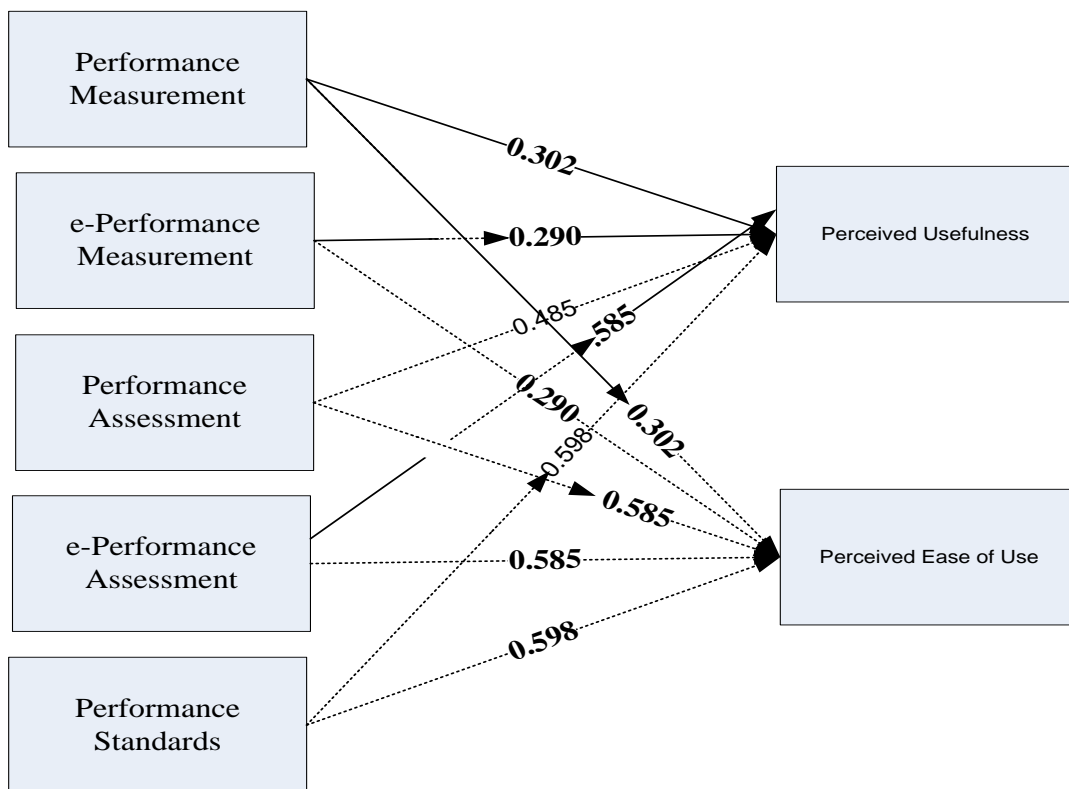 Performance
Measurement
0.302
e-Performance
Measurement
0.290
Perceived Usefulness
0.485
.585
Performance
Assessment
0.290
0.302
0.598
0.585
e-Performance
Assessment
0.585
Perceived Ease of Use
0.598
Performance
Standards